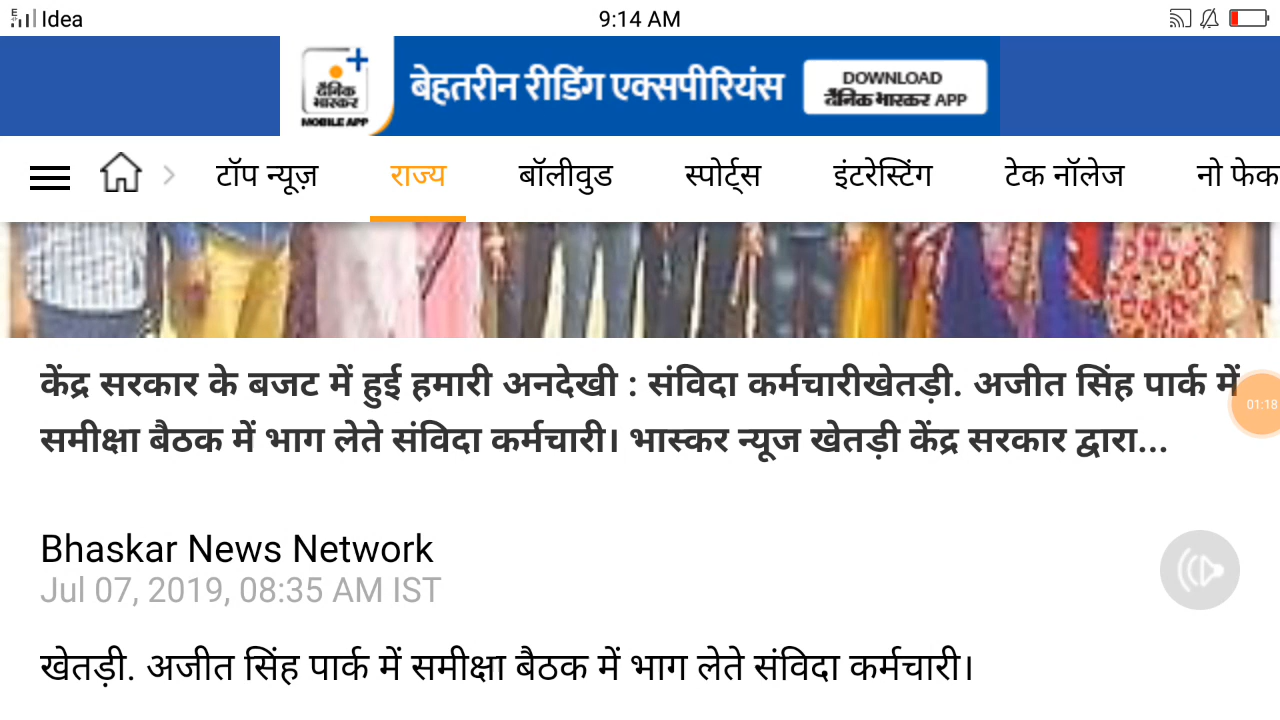 Idea 9:14 AM
दैनिक भास्कर
MOBILE APP
बेहतरीन रीडिंग एक्सपीरियंस
DOWNLOAD
दैनिक भास्कर APP
टॉप न्यूज़ राज्य बॉलीवुड स्पोर्ट्स इंटरेस्टिंग टेक नॉलेज नो फेक
केंद्र सरकार के बजट में हुई हमारी अनदेखी : संविदा कर्मचारीखेतड़ी. अजीत सिंह पार्क में
01:18
समीक्षा बैठक में भाग लेते संविदा कर्मचारी। भास्कर न्यूज खेतड़ी केंद्र सरकार द्वारा...
Bhaskar News Network
Jul 07, 2019, 08:35 AM IST
खेतड़ी. अजीत सिंह पार्क में समीक्षा बैठक में भाग लेते संविदा कर्मचारी।